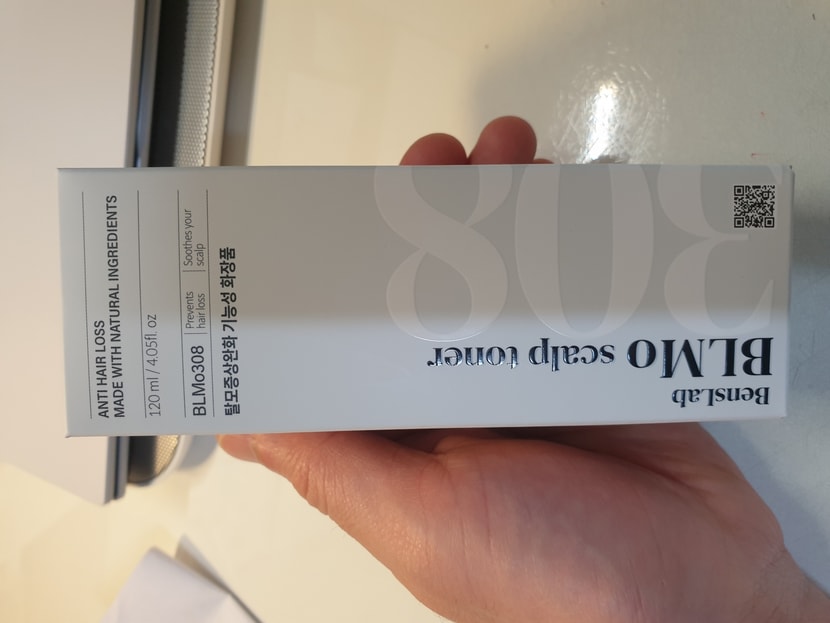 BensLab
BLMo scalp toner
308
ANTI HAIR LOSS
MADE WITH NATURAL INGREDIENTS
120 ml / 4.05fl. oz
BLMo308
Prevents
hair loss
Soothes your
scalp
탈모증상완화 기능성 화장품